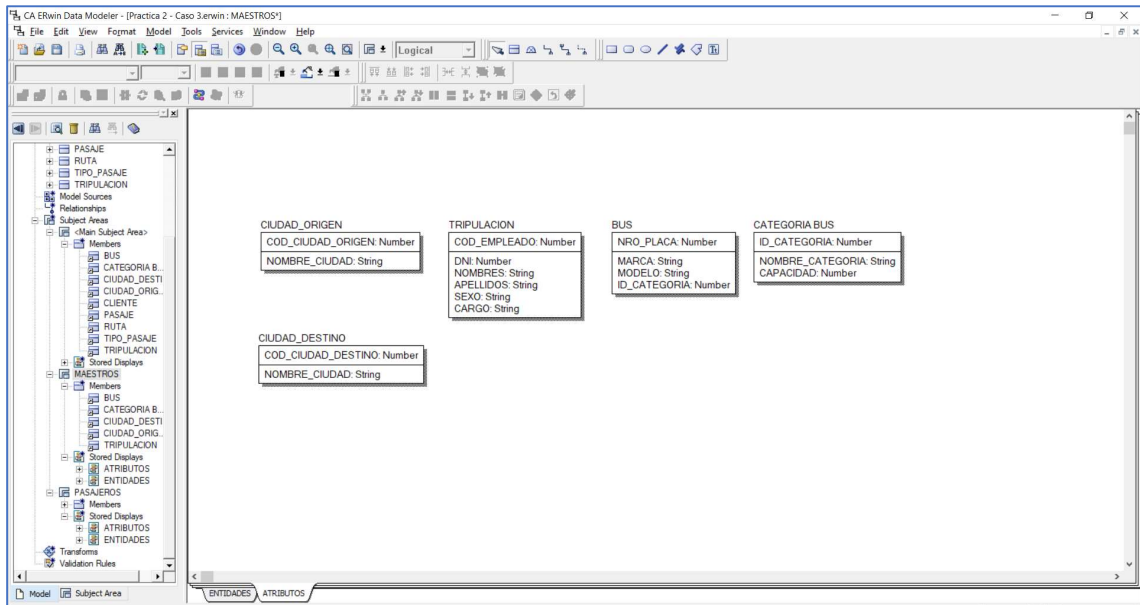 CA ERwin Data Modeler - [Practica 2 - Caso 3.erwin : MAESTROS*]
File Edit View Format Model Tools Services Window Help
Logical
PASAJE
RUTA
TIPO_PASAJE
TRIPULACION
Model Sources
Relationships
Subject Areas
<Main Subject Area>
Members
BUS
CATEGORIA B...
CIUDAD_DESTI
CIUDAD_ORIG...
CLIENTE
PASAJE
RUTA
TIPO_PASAJE
TRIPULACION
Stored Displays
MAESTROS
Members
BUS
CATEGORIA B...
CIUDAD_DESTI
CIUDAD_ORIG...
TRIPULACION
Stored Displays
ATRIBUTOS
ENTIDADES
PASAJEROS
Members
Stored Displays
ATRIBUTOS
ENTIDADES
Transforms
Validation Rules
Model Subject Area
CIUDAD_ORIGEN
COD_CIUDAD_ORIGEN: Number
NOMBRE_CIUDAD: String
TRIPULACION
COD_EMPLEADO: Number
DNI: Number
NOMBRES: String
APELLIDOS: String
SEXO: String
CARGO: String
BUS
NRO_PLACA: Number
MARCA: String
MODELO: String
ID_CATEGORIA: Number
CATEGORIA BUS
ID_CATEGORIA: Number
NOMBRE_CATEGORIA: String
CAPACIDAD: Number
CIUDAD_DESTINO
COD_CIUDAD_DESTINO: Number
NOMBRE_CIUDAD: String
ENTIDADES ATRIBUTOS